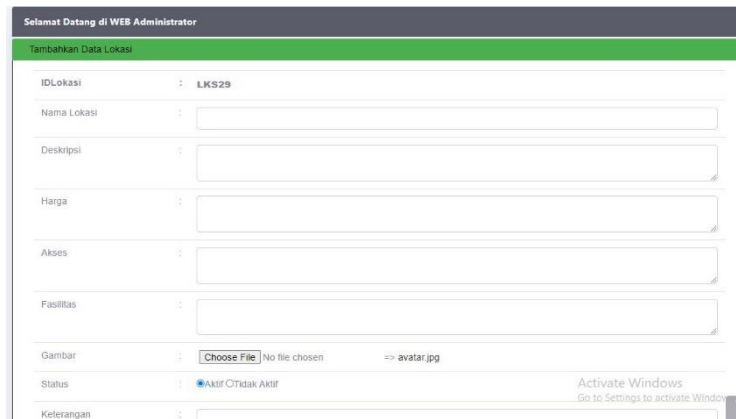 Selamat Datang di WEB Administrator
Tambahkan Data Lokasi
IDLokasi : LKS29
Nama Lokasi :
Deskripsi :
Harga :
Akses :
Fasilitas :
Gambar : Choose File No file chosen => avatar.jpg
Status : Aktif Tidak Aktif
Activate Windows
Go to Settings to activate Window
Keterangan :